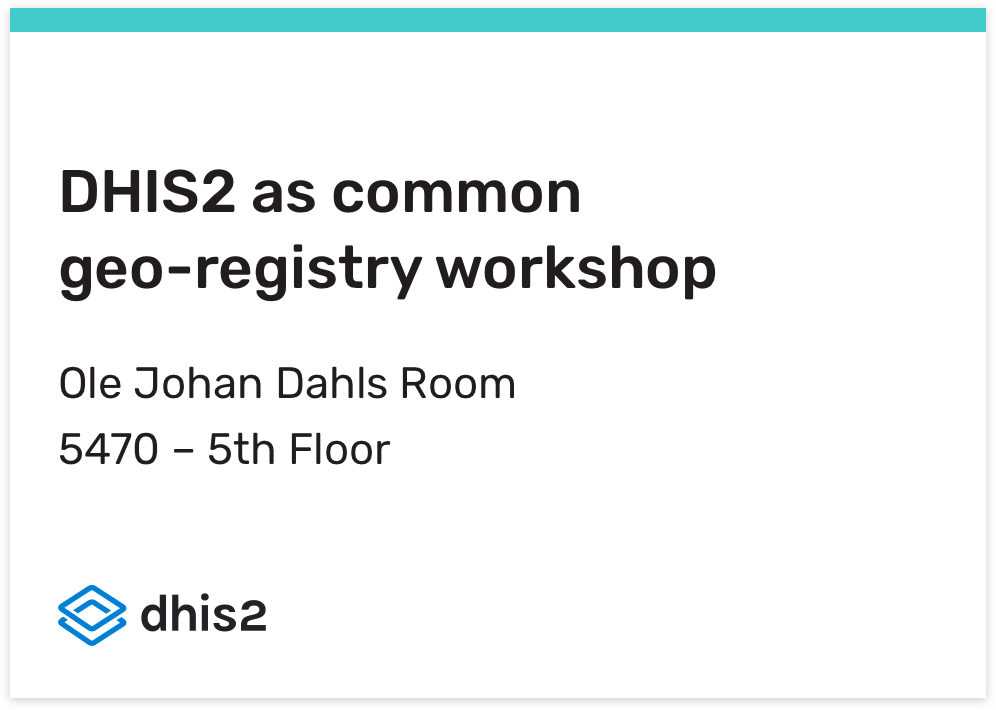 DHIS2 as common
geo-registry workshop
Ole Johan Dahls Room
5470 – 5th Floor
dhis2